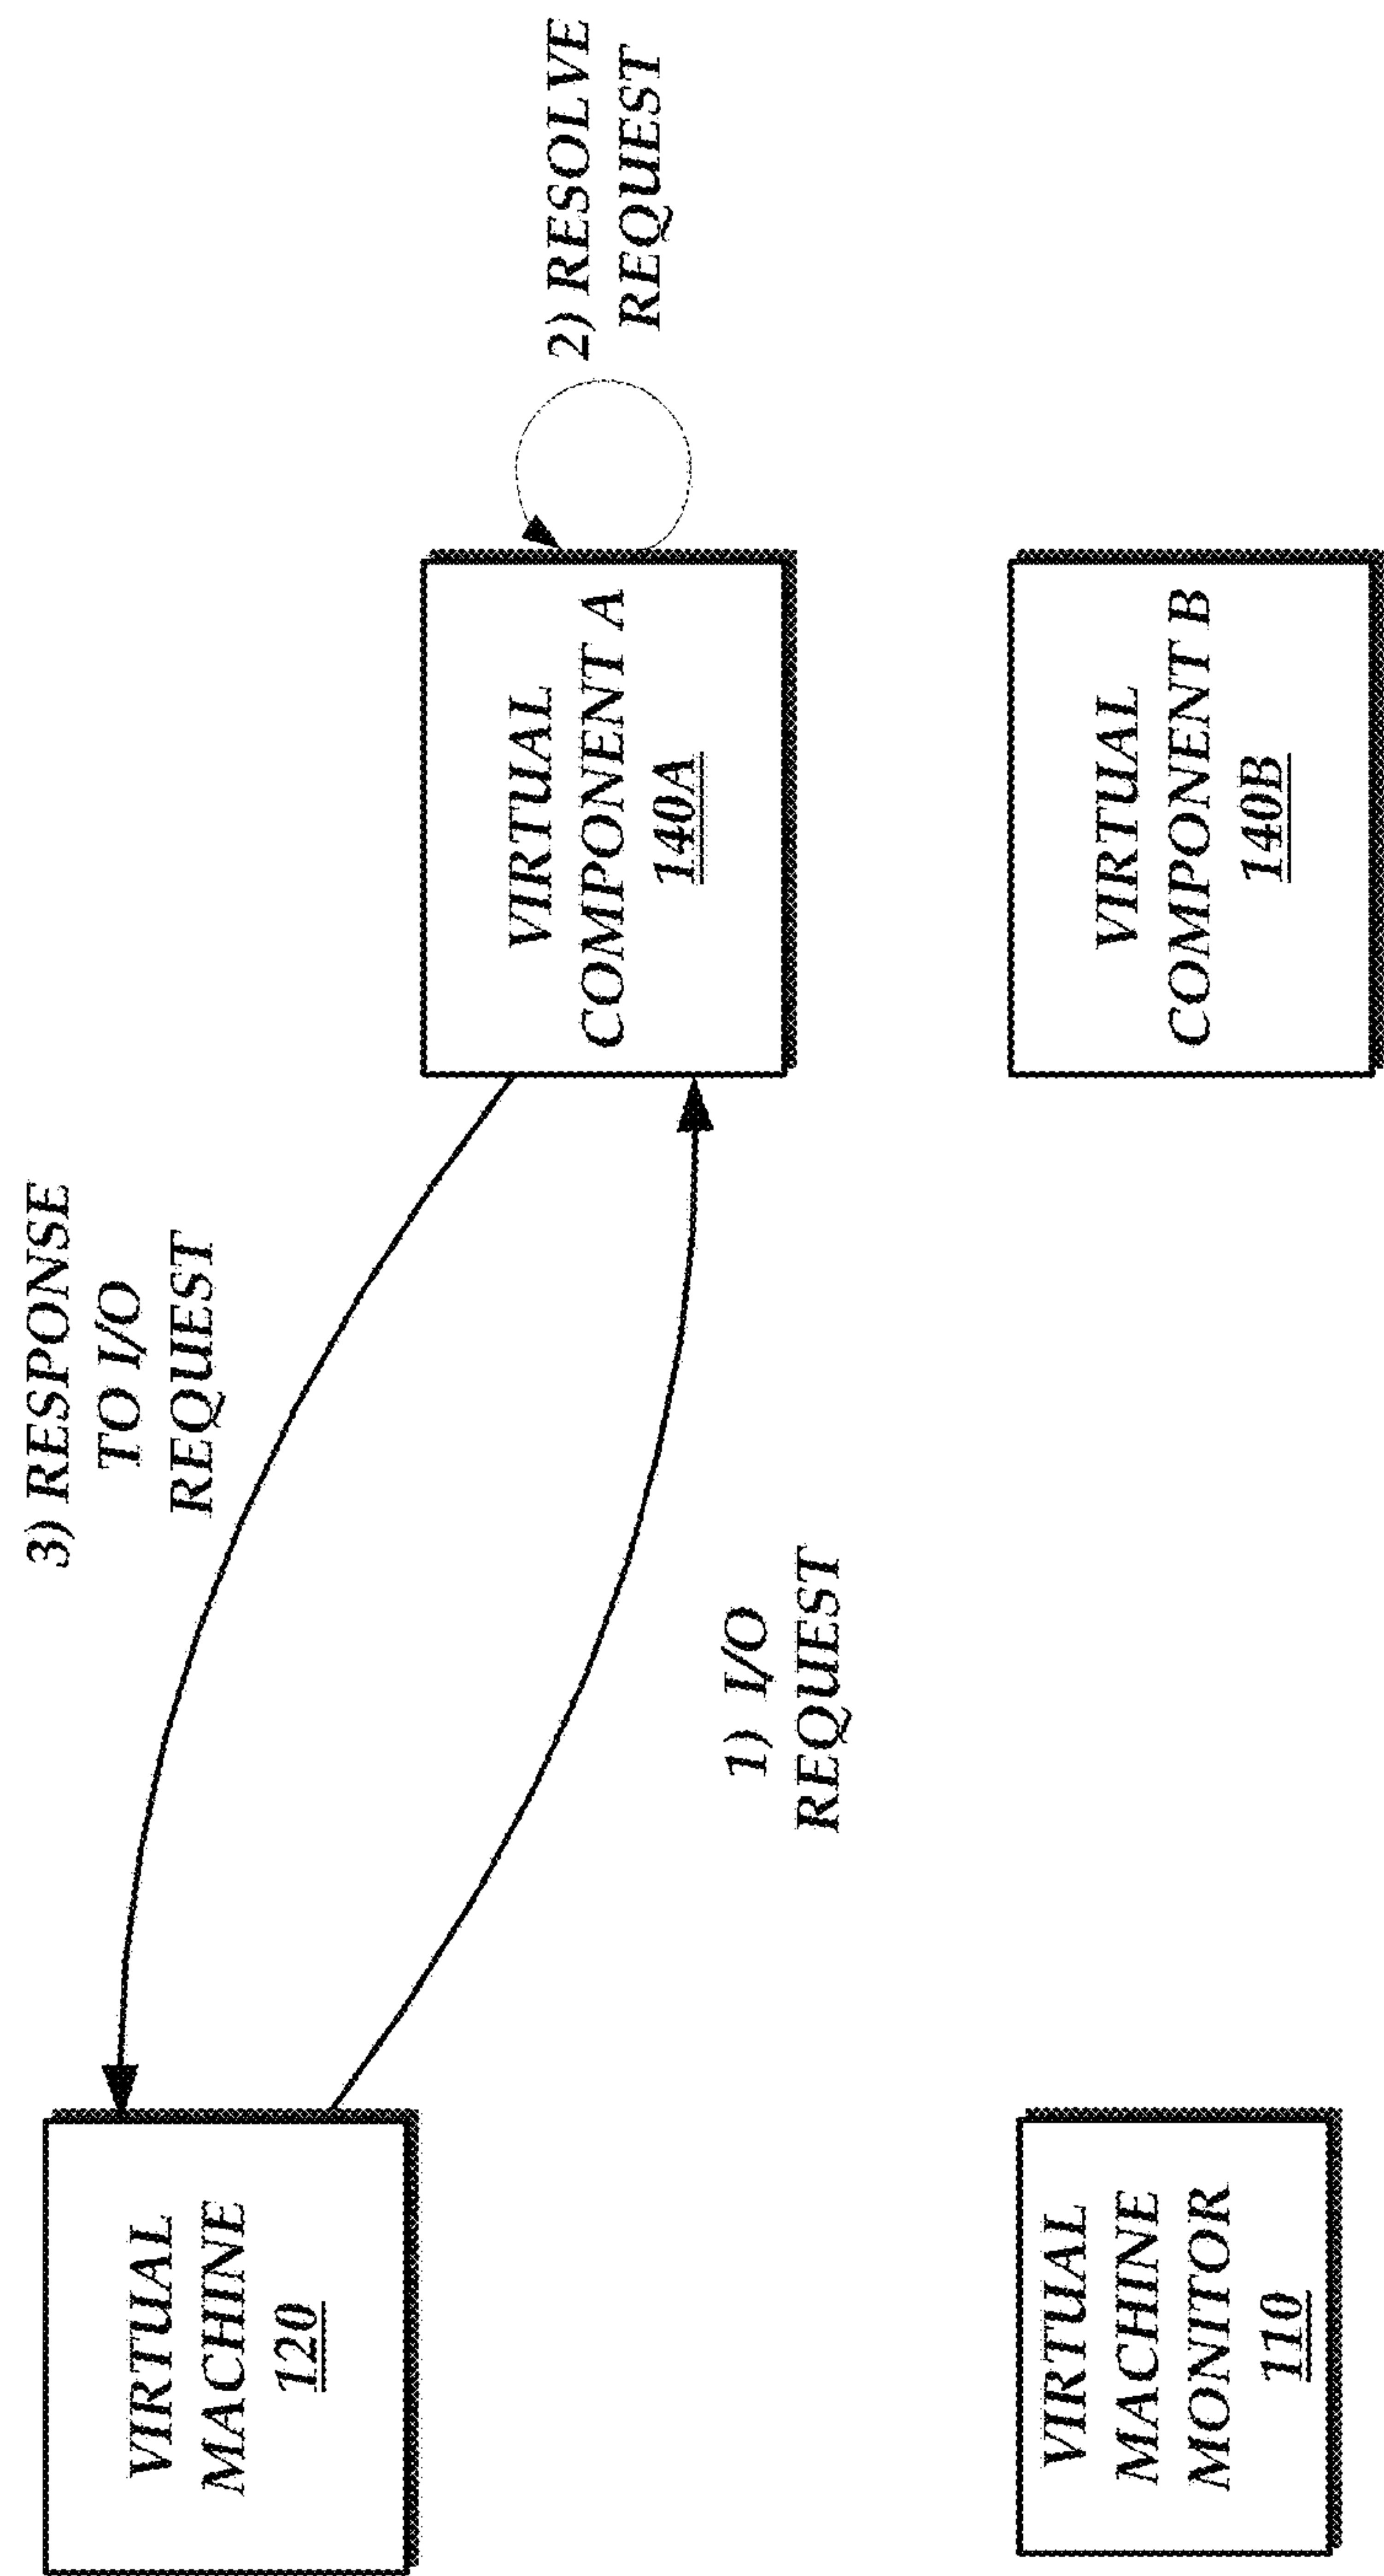 3) RESPONSE
TO I/O
REQUEST
VIRTUAL
MACHINE
120
2) RESOLVE
REQUEST
VIRTUAL
COMPONENT A
140A
1) I/O
REQUEST
VIRTUAL
MACHINE
MONITOR
110
VIRTUAL
COMPONENT B
140B